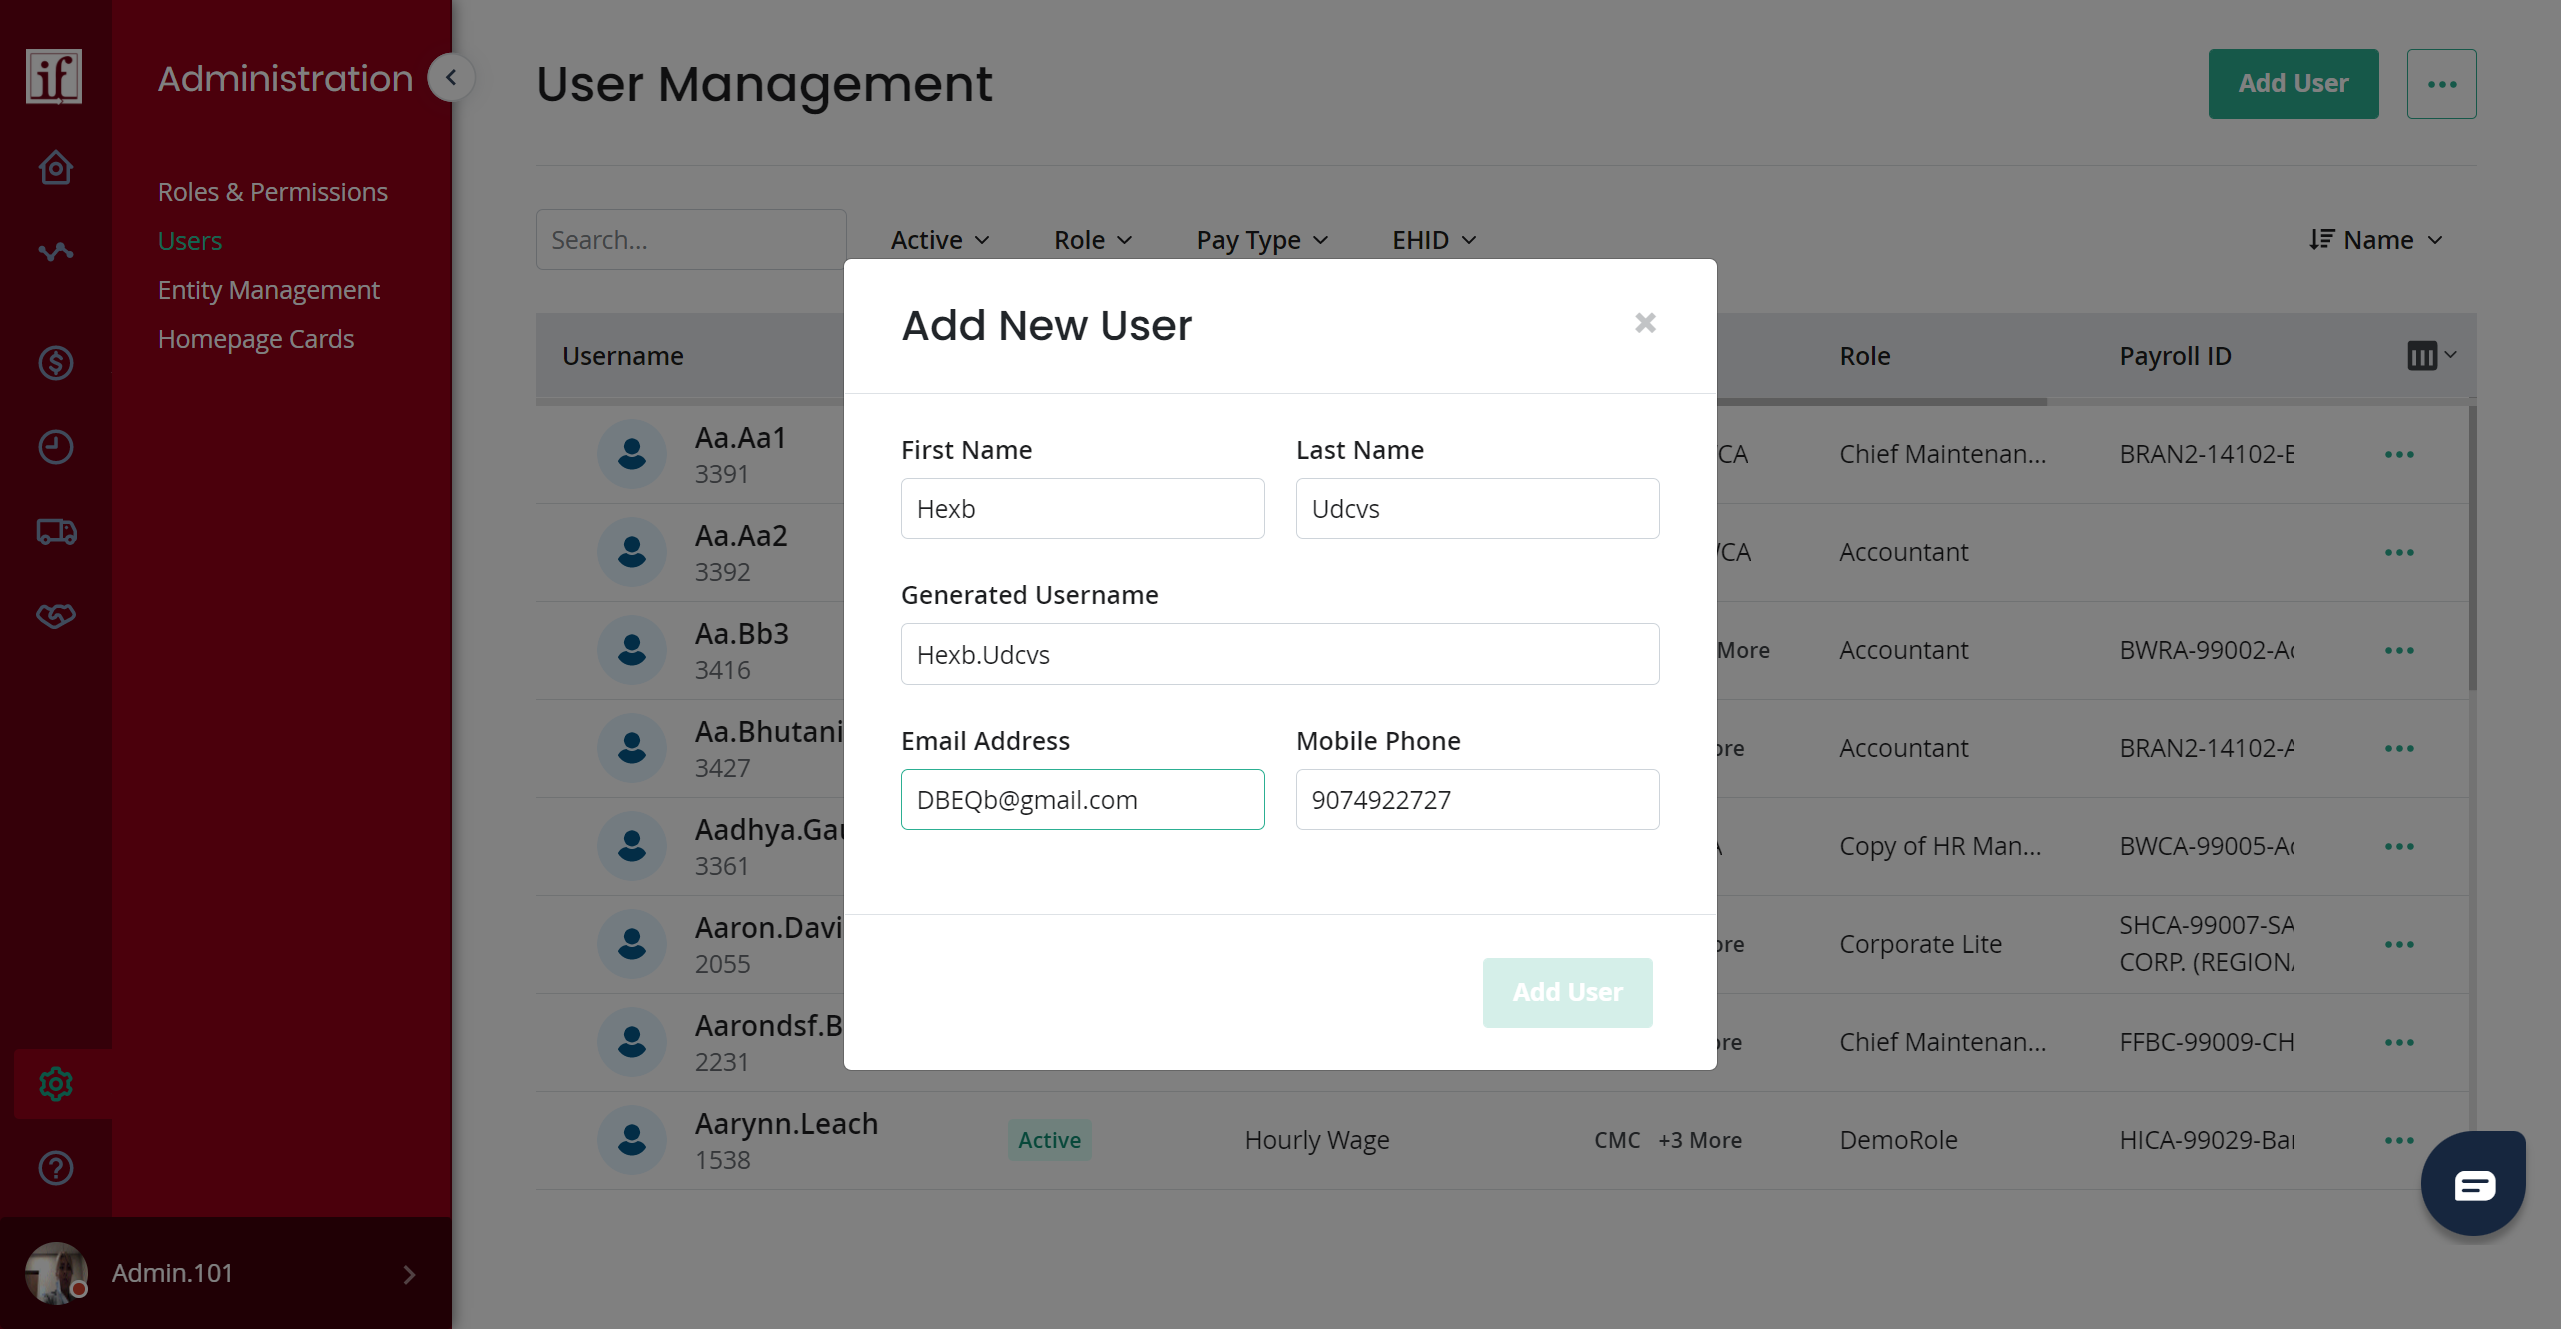 if
Administration
Roles & Permissions
Users
Entity Management
Homepage Cards
Admin.101
User Management
Add User
Search...
Active
Role
Pay Type
EHID
Name
Username
Role
Payroll ID
Aa.Aa1
3391
CA
Chief Maintenan...
BRAN2-14102-E
Aa.Aa2
3392
CA
Accountant
Aa.Bb3
3416
More
Accountant
BWRA-99002-Ac
Aa.Bhutani
3427
ore
Accountant
BRAN2-14102-A
Aadhya.Gau
3361
Copy of HR Man...
BWCA-99005-Ac
Aaron.Davi
2055
ore
Corporate Lite
SHCA-99007-SA
CORP. (REGIONA
Aarondsf.B
2231
ore
Chief Maintenan...
FFBC-99009-CH
Aarynn.Leach
1538
Active
Hourly Wage
CMC +3 More
DemoRole
HICA-99029-Bar
Add New User
First Name
Last Name
Hexb
Udcvs
Generated Username
Hexb.Udcvs
Email Address
Mobile Phone
DBEQb@gmail.com
9074922727
Add User